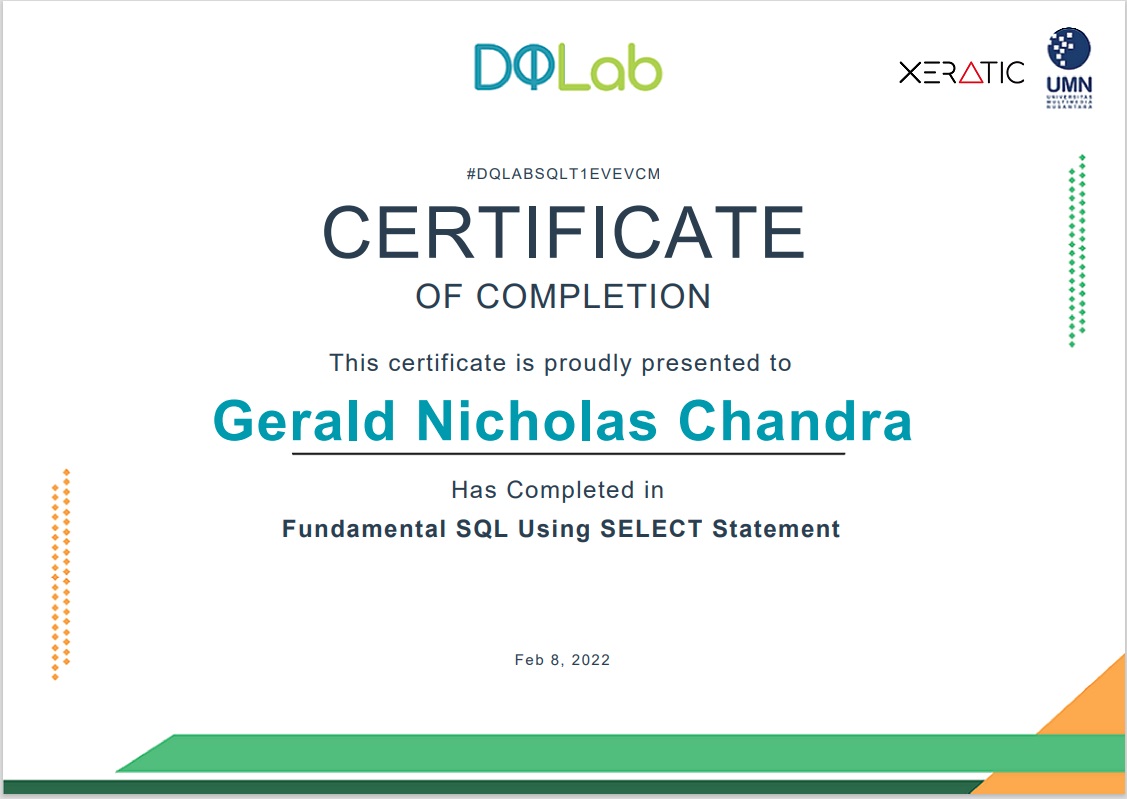 DQLab
XERATIC
UMN
UNIVERSITAS
MULTIMEDIA
NUSANTARA
#DQLABSQLT1EVEVCM
CERTIFICATE
OF COMPLETION
This certificate is proudly presented to
Gerald Nicholas Chandra
Has Completed in
Fundamental SQL Using SELECT Statement
Feb 8, 2022